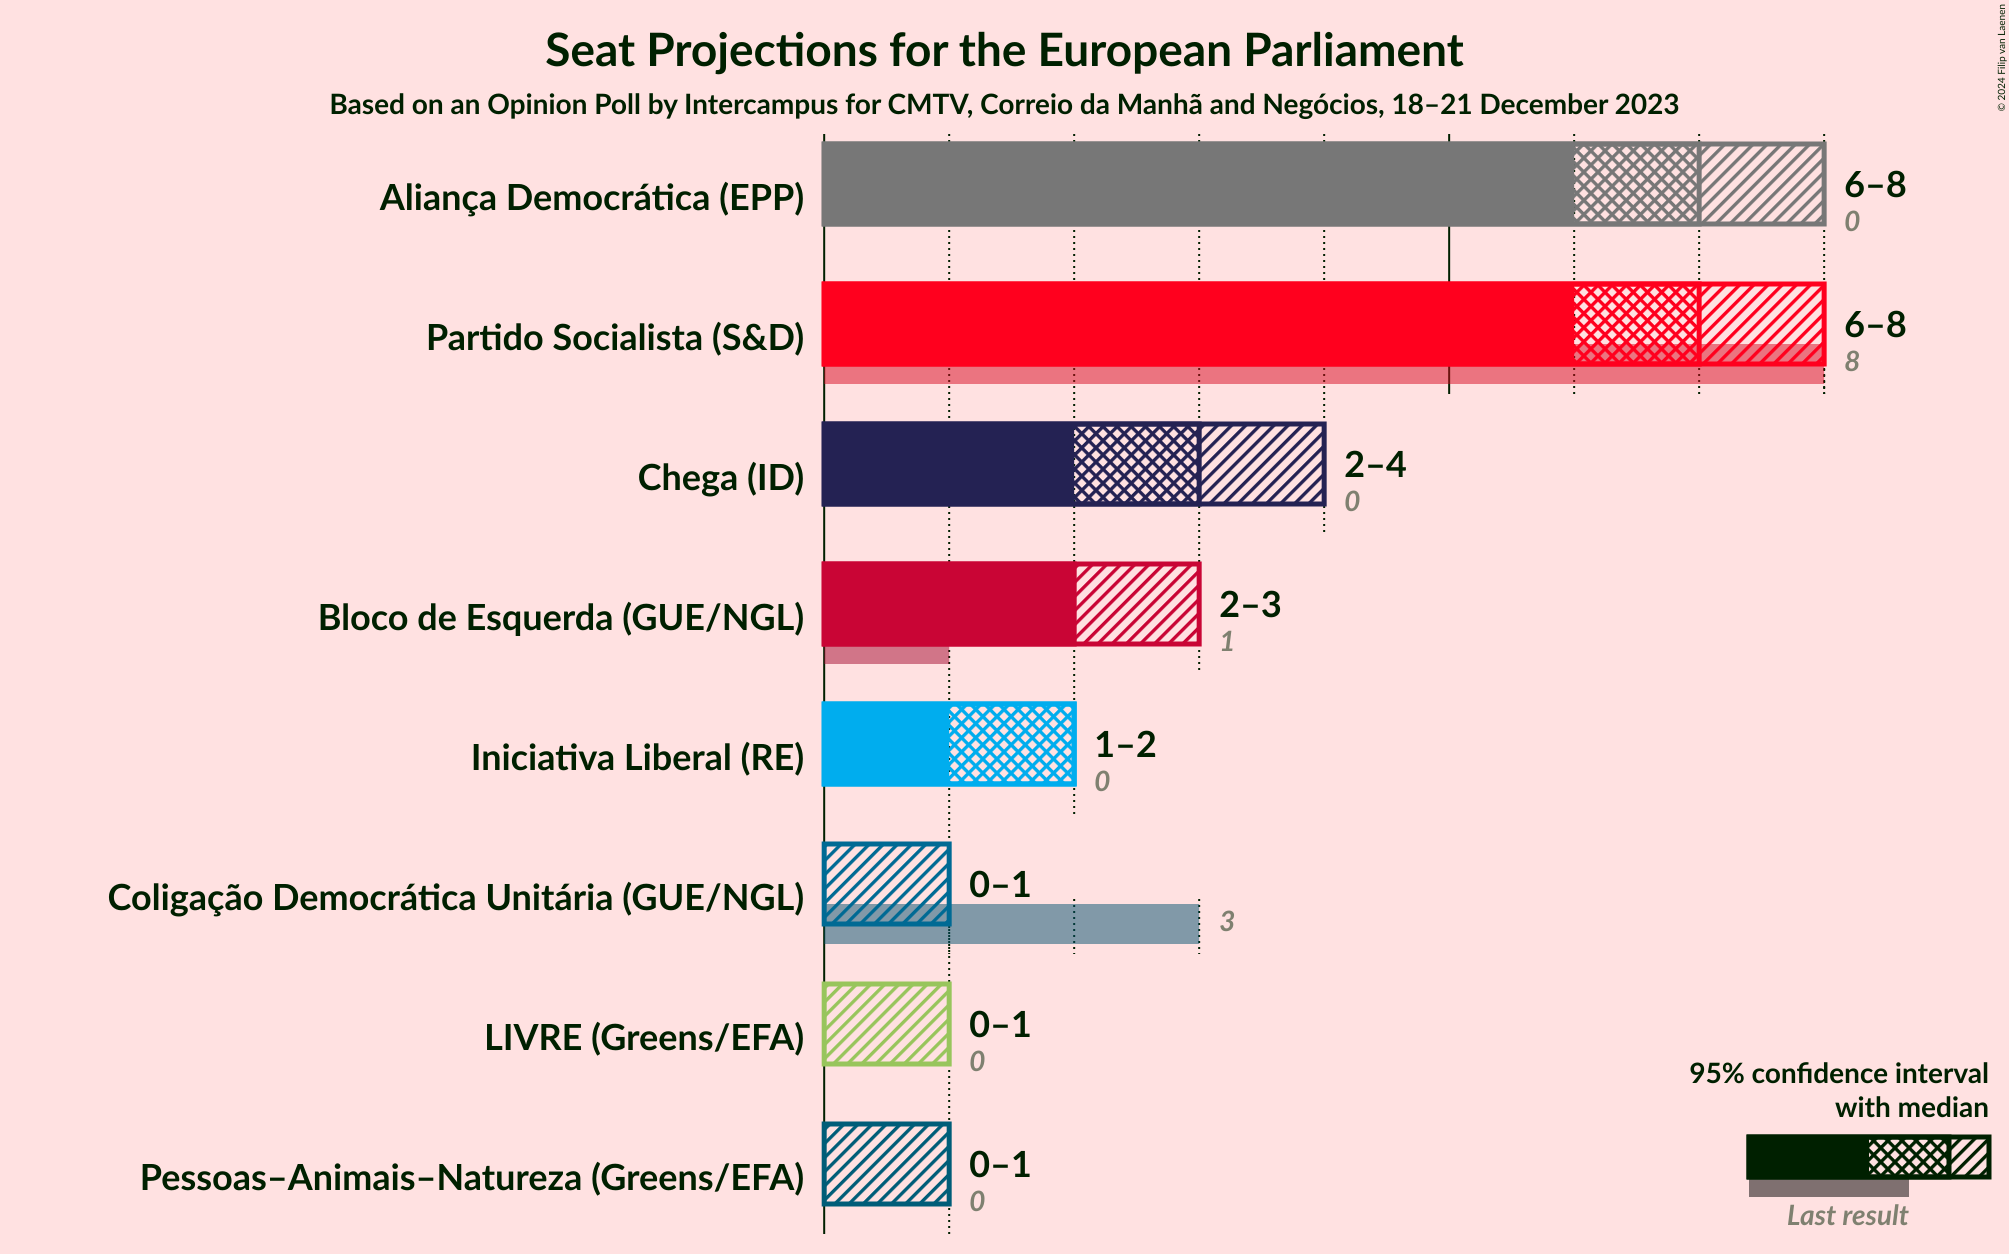 Seat Projections for the European Parliament
Based on an Opinion Poll by Intercampus for CMTV, Correio da Manhã and Negócios, 18–21 December 2023
© 2024 Filip van Laenen
Aliança Democrática (EPP)
6–8
0
Partido Socialista (S&D)
6–8
8
Chega (ID)
2–4
0
Bloco de Esquerda (GUE/NGL)
2–3
1
Iniciativa Liberal (RE)
1–2
0
Coligação Democrática Unitária (GUE/NGL)
0–1
3
LIVRE (Greens/EFA)
0–1
0
Pessoas–Animais–Natureza (Greens/EFA)
0–1
0
95% confidence interval
with median
Last result